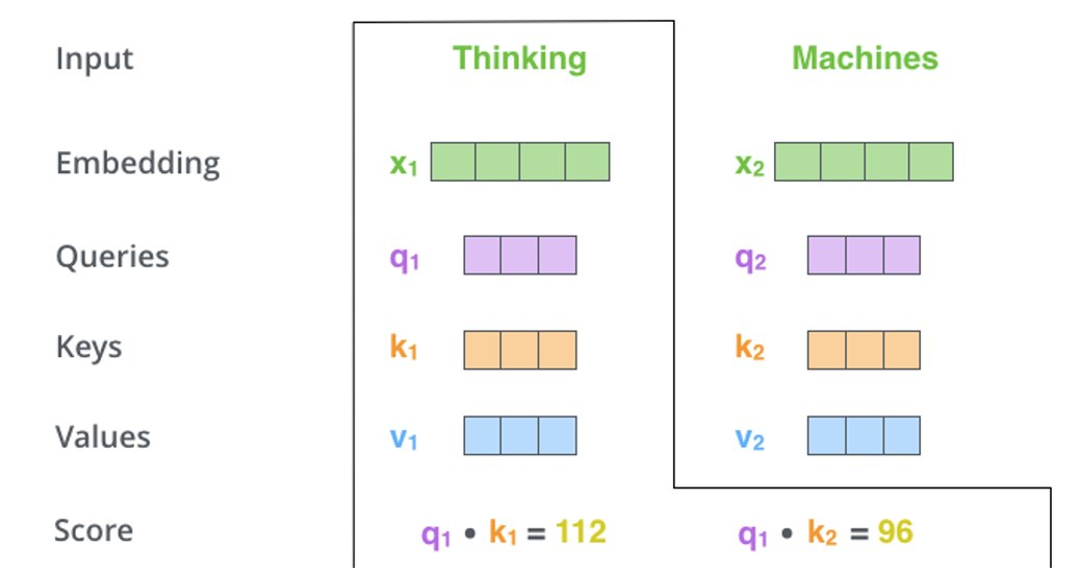 Input Thinking Machines
Embedding x₁ x₂
Queries q₁ q₂
Keys k₁ k₂
Values v₁ v₂
Score q₁ • k₁ = 112 q₁ • k₂ = 96